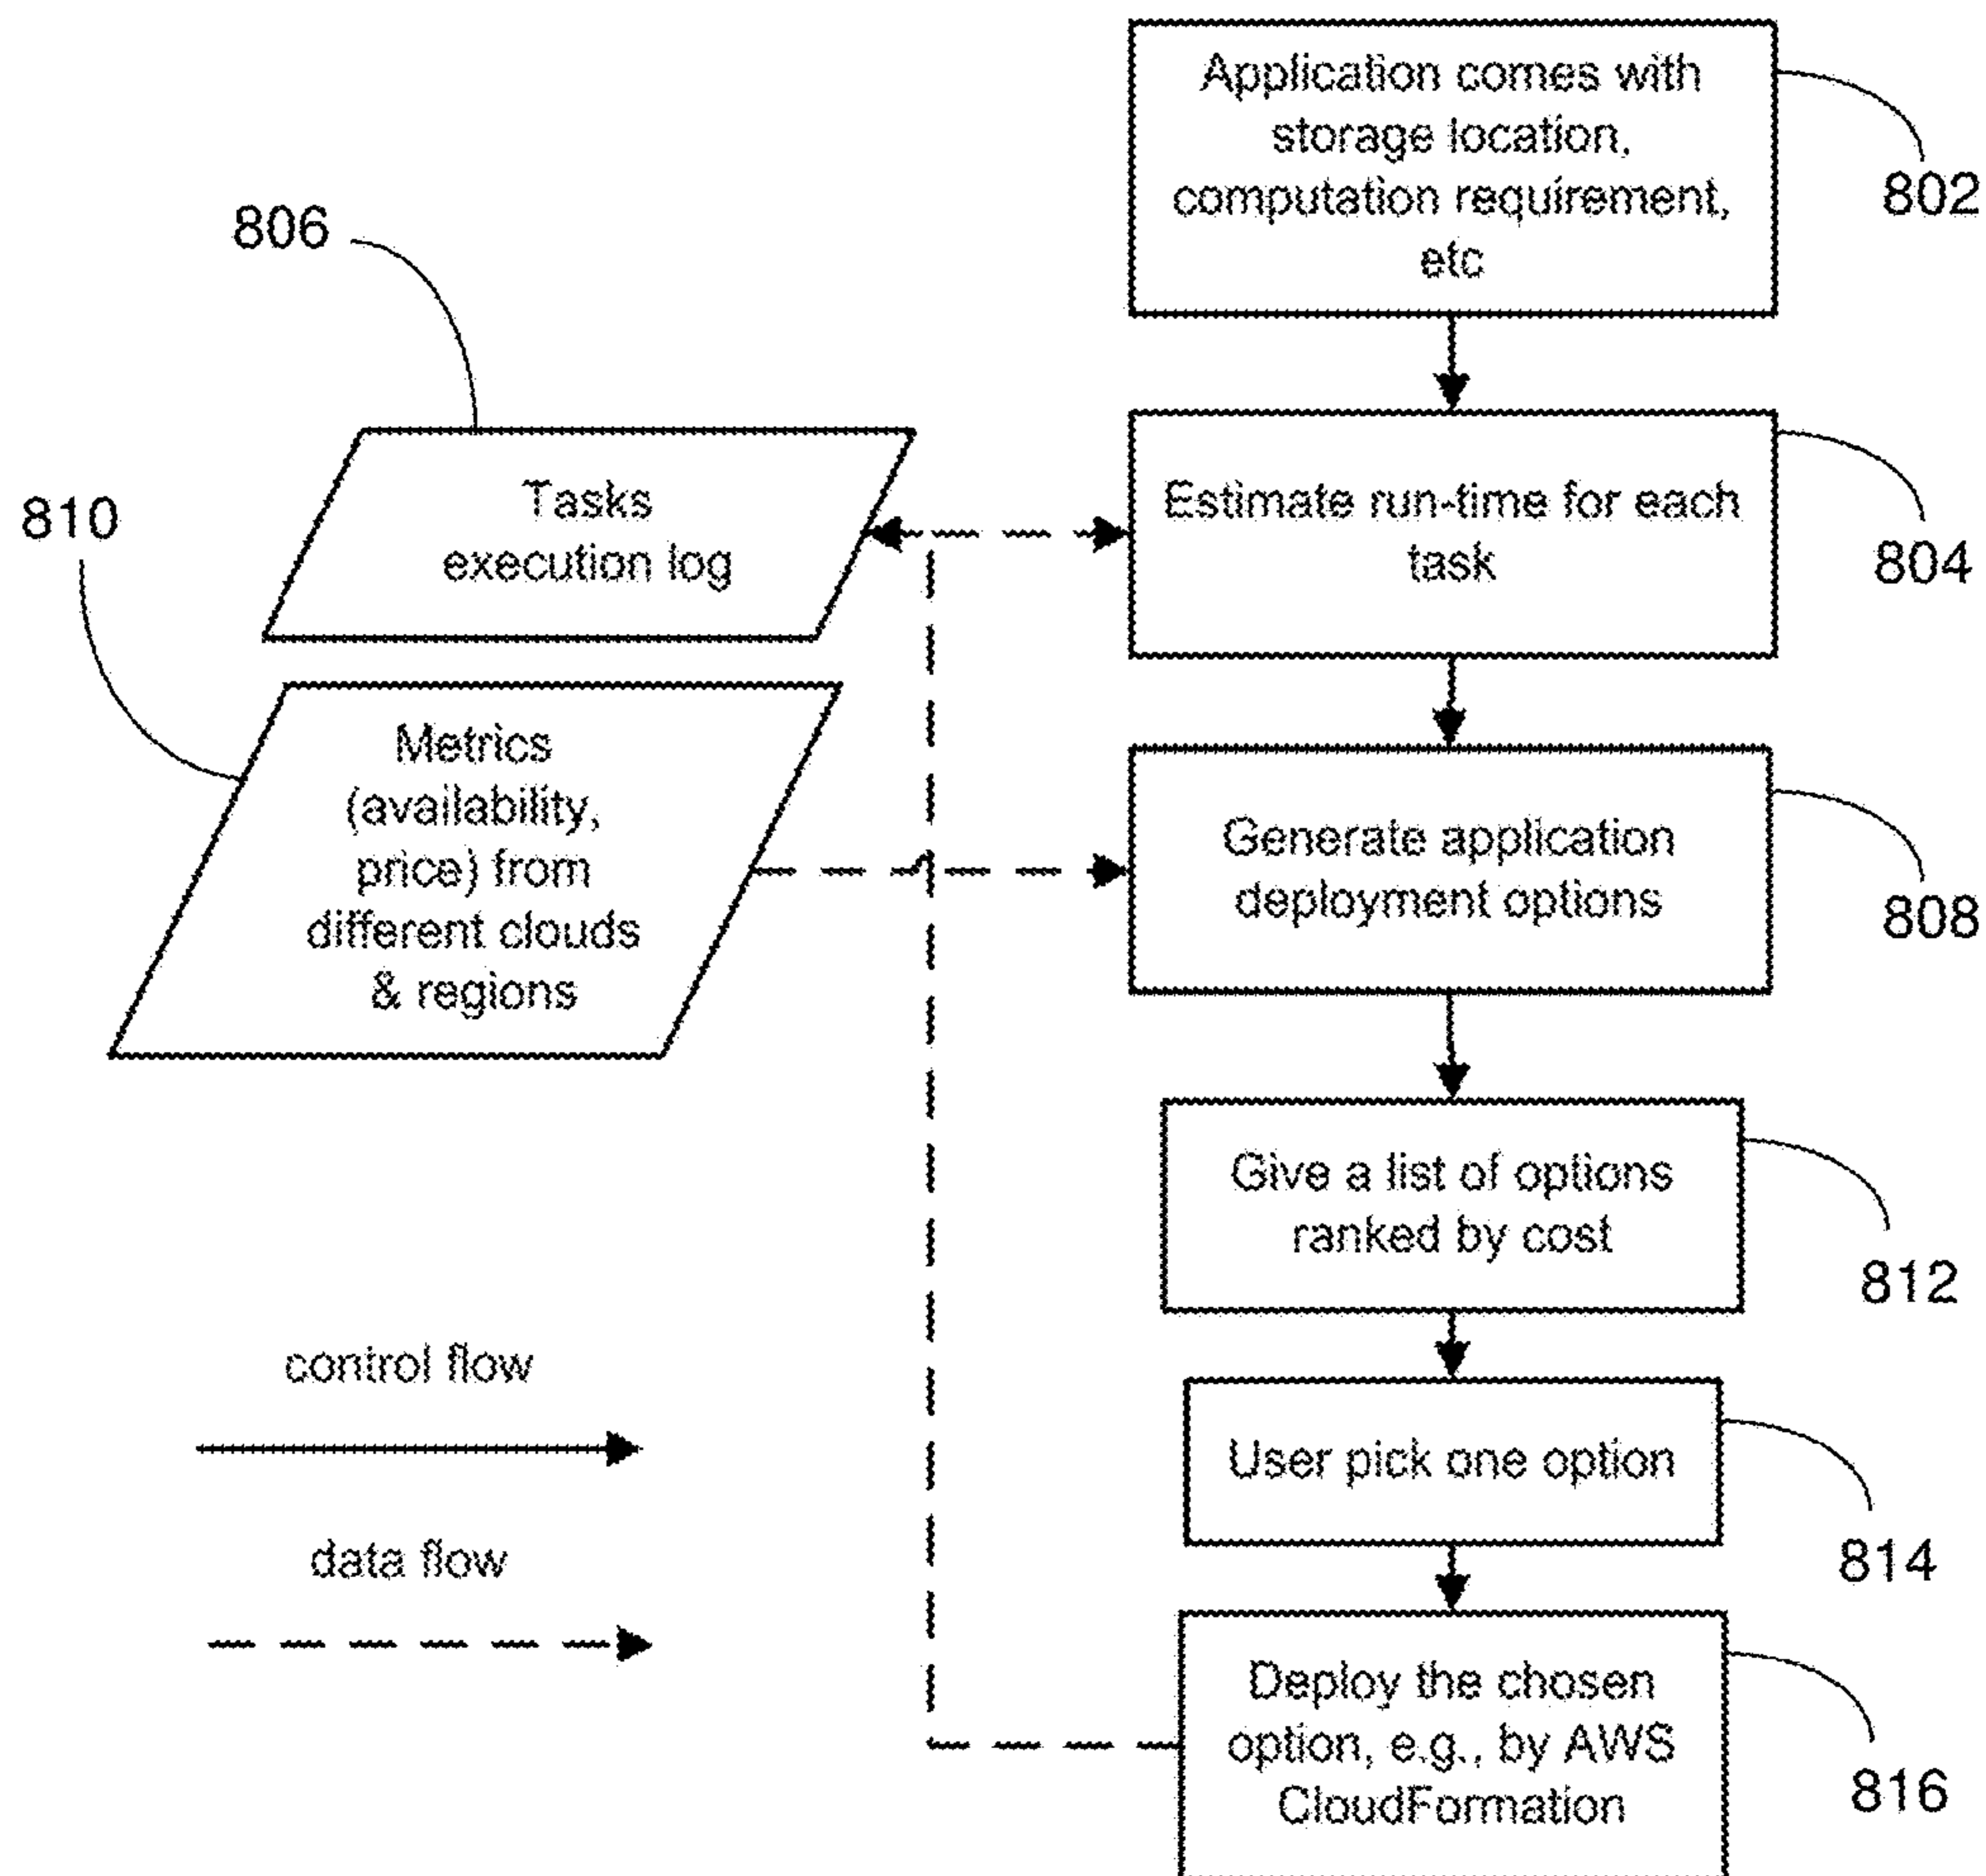 Application comes with
storage location,
computation requirement,
etc
802
806
Tasks
execution log
Estimate run-time for each
task
804
810
Metrics
(availability,
price) from
different clouds
& regions
Generate application
deployment options
808
Give a list of options
ranked by cost
812
control flow
User pick one option
814
data flow
Deploy the chosen
option, e.g., by AWS
CloudFormation
816